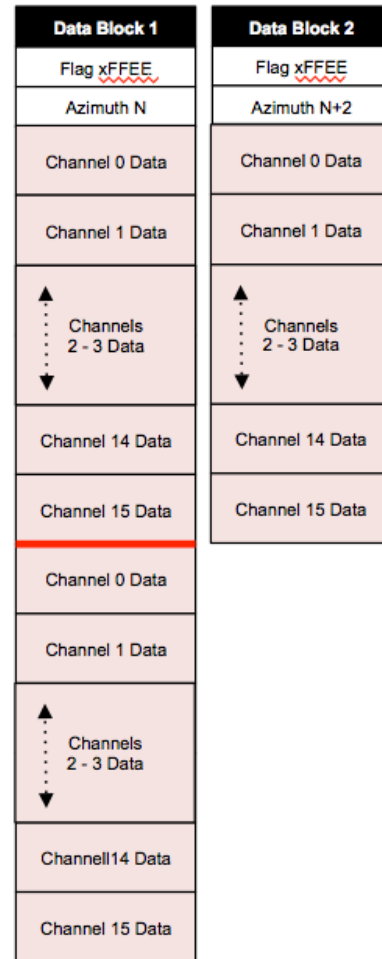 Data Block 1
Flag xFFEE
Azimuth N
Channel 0 Data
Channel 1 Data
Channels
2 - 3 Data
Channel 14 Data
Channel 15 Data
Channel 0 Data
Channel 1 Data
Channels
2 - 3 Data
Channell14 Data
Channel 15 Data
Data Block 2
Flag xFFEE
Azimuth N+2
Channel 0 Data
Channel 1 Data
Channels
2 - 3 Data
Channel 14 Data
Channel 15 Data